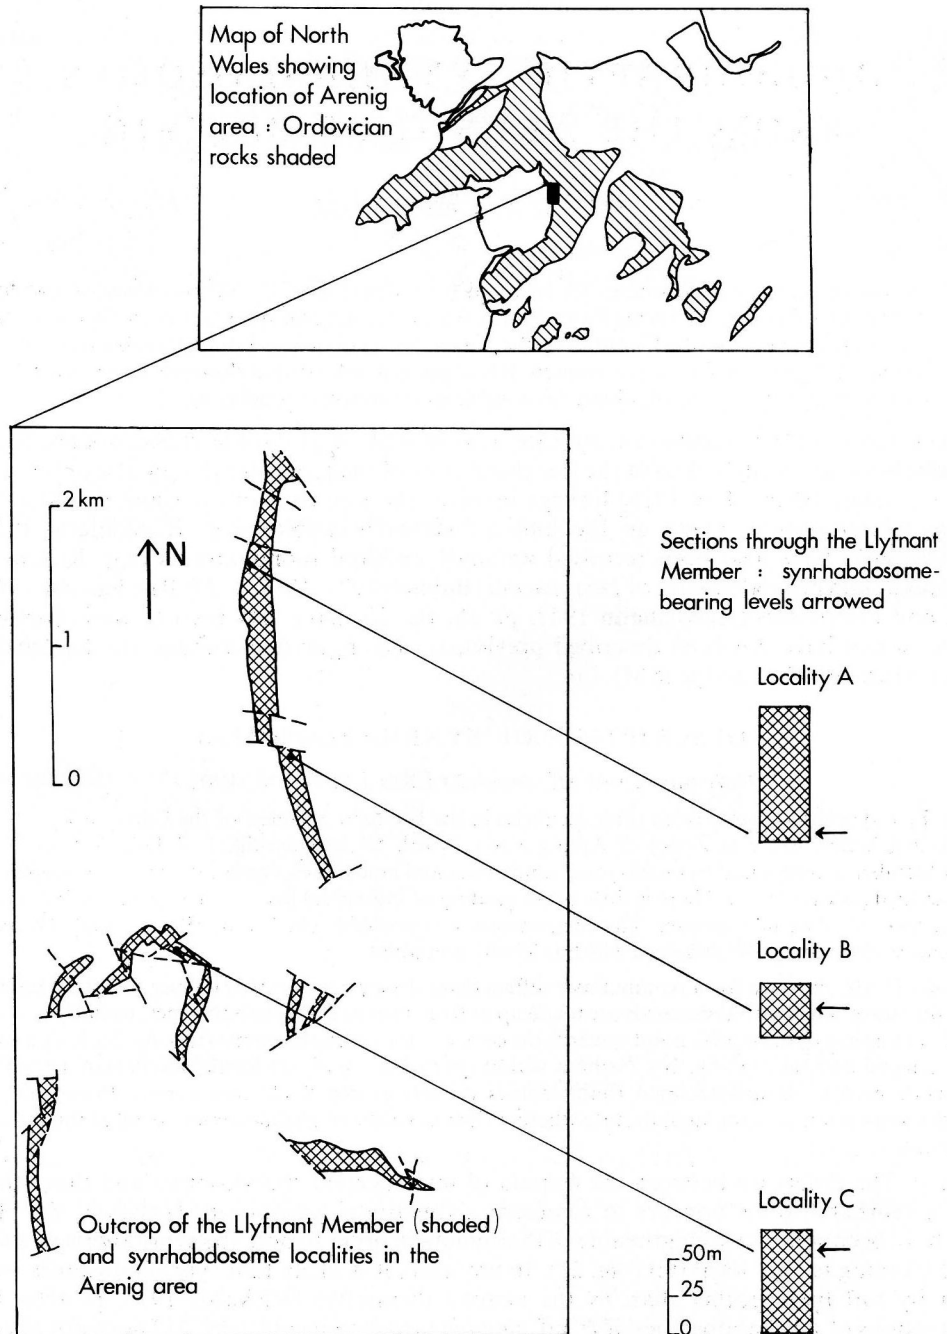 Map of North
Wales showing
location of Arenig
area : Ordovician
rocks shaded
2 km
N
1
0
Sections through the Llyfnant
Member : synrhabdosome-
bearing levels arrowed
Locality A
Locality B
Locality C
50m
25
0
Outcrop of the Llyfnant Member (shaded)
and synrhabdosome localities in the
Arenig area